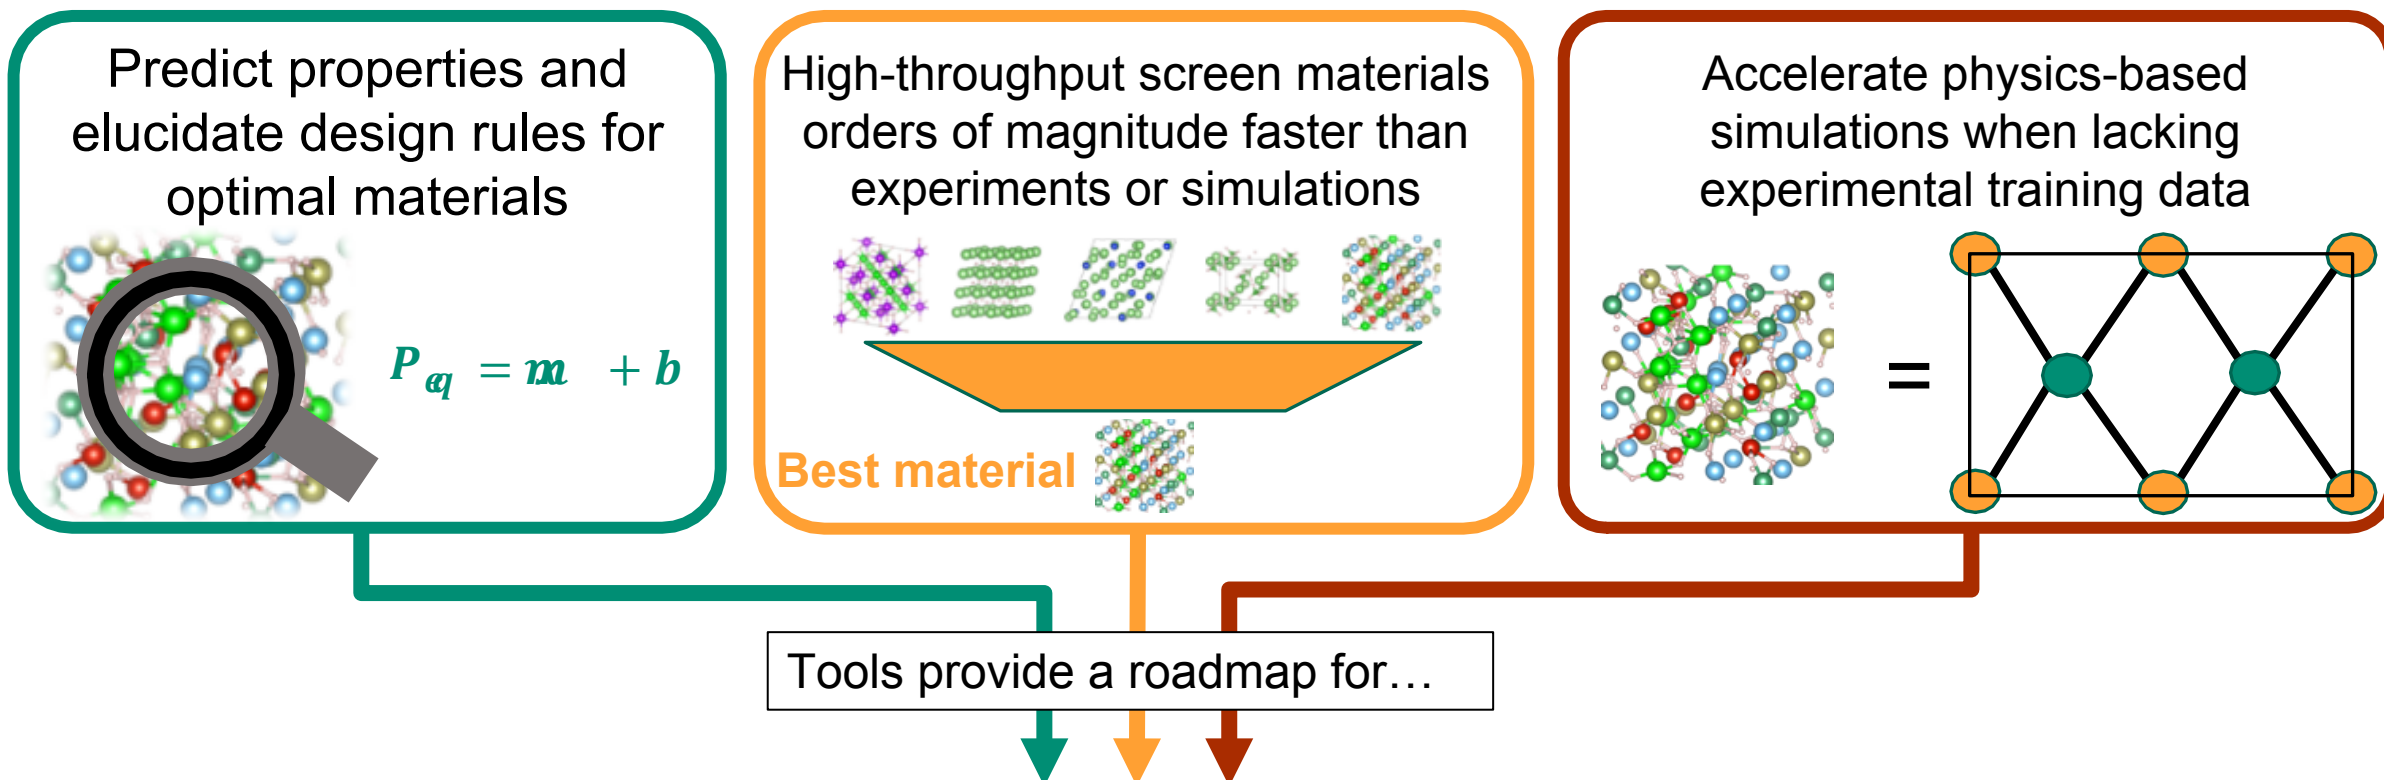 Predict properties and
elucidate design rules for
optimal materials
P eq = mx + b
High-throughput screen materials
orders of magnitude faster than
experiments or simulations
Best material
Accelerate physics-based
simulations when lacking
experimental training data
=
Tools provide a roadmap for…